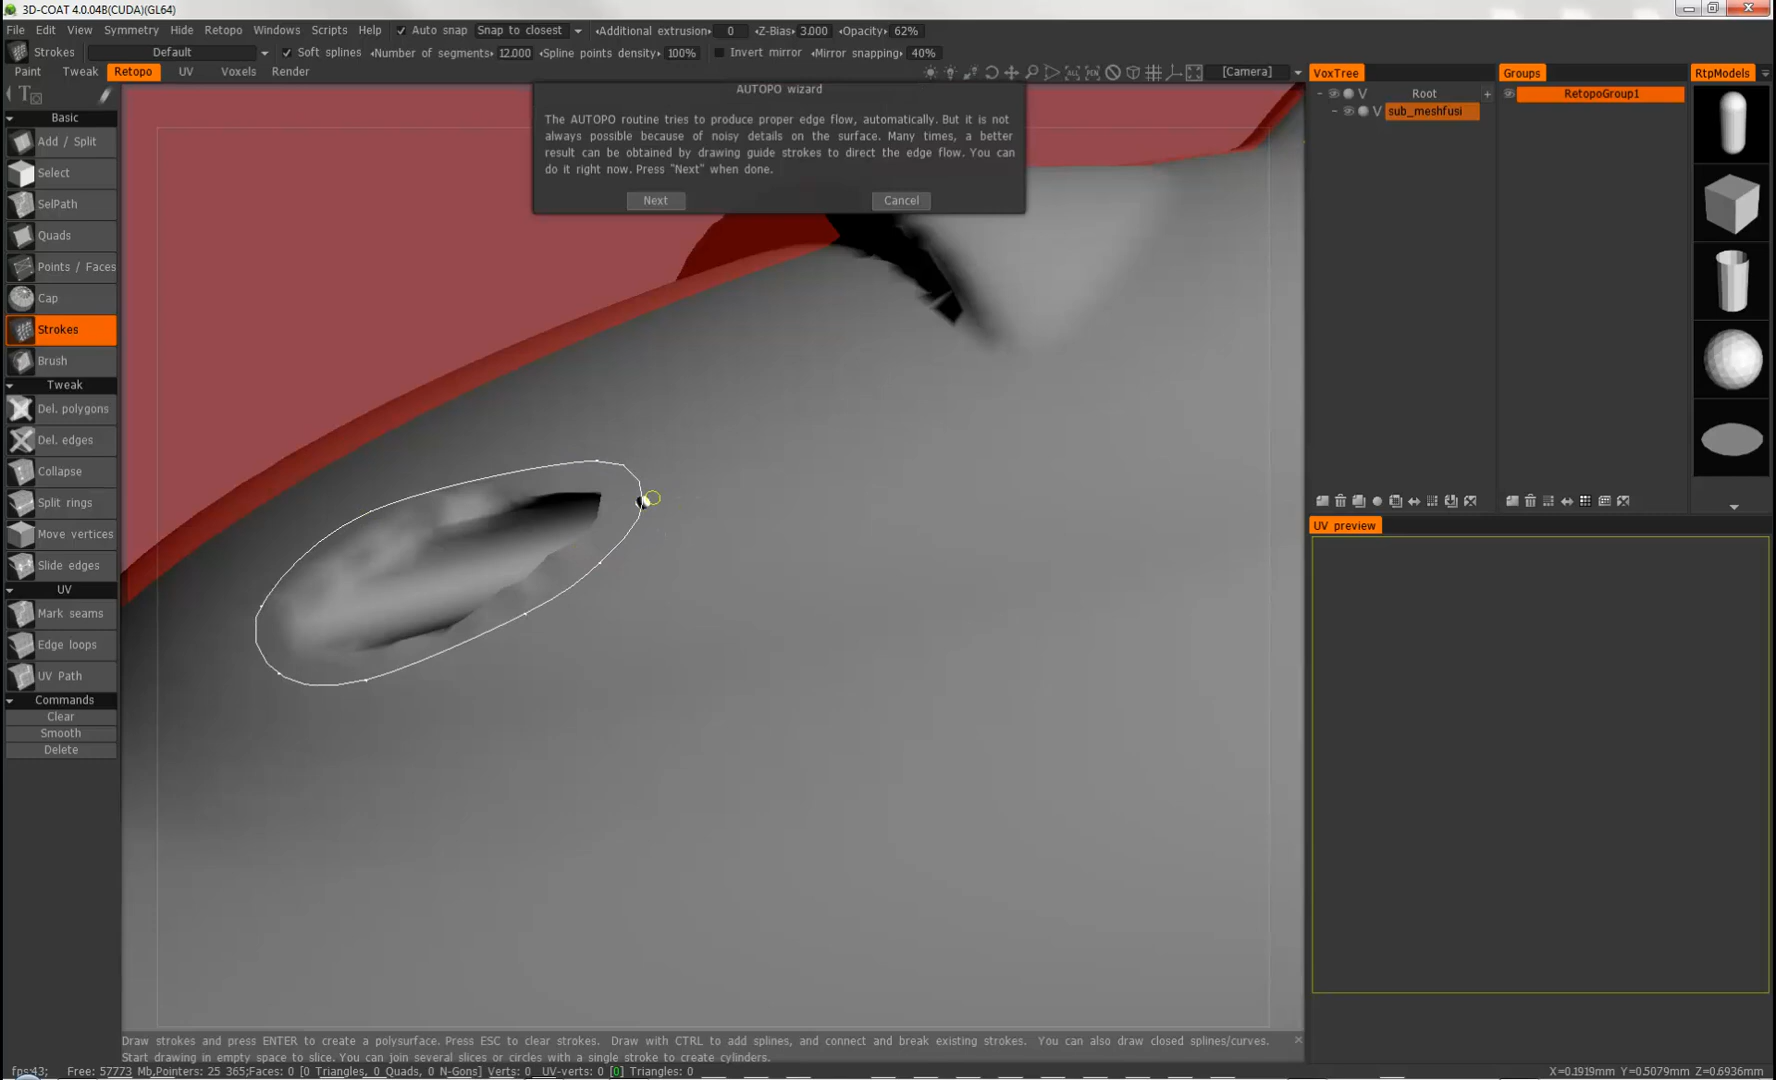 3D-COAT 4.0.04B(CUDA)(GL64)
File Edit View Symmetry Hide Retopo Windows Scripts Help Auto snap Snap to closest Additional extrusion 0 Z-Bias 3.000 Opacity 62%
Strokes Default Soft splines Number of segments 12.000 Spline points density 100% Invert mirror Mirror snapping 40%
Paint Tweak Retopo UV Voxels Render [Camera] VoxTree Groups RtpModels
Basic
Add / Split
Select
SelPath
Quads
Points / Faces
Cap
Strokes
Brush
Tweak
Del. polygons
Del. edges
Collapse
Split rings
Move vertices
Slide edges
UV
Mark seams
Edge loops
UV Path
Commands
Clear
Smooth
Delete
AUTOPO wizard
The AUTOPO routine tries to produce proper edge flow, automatically. But it is not
always possible because of noisy details on the surface. Many times, a better
result can be obtained by drawing guide strokes to direct the edge flow. You can
do it right now. Press "Next" when done.
Next Cancel
V Root + RetopoGroup1
V sub_meshfusi
UV preview
Draw strokes and press ENTER to create a polysurface. Press ESC to clear strokes. Draw with CTRL to add splines, and connect and break existing strokes. You can also draw closed splines/curves.
Start drawing in empty space to slice. You can join several slices or circles with a single stroke to create cylinders.
fps:43; Free: 57773 Mb,Pointers: 25 365;Faces: 0 [0 Triangles, 0 Quads, 0 N-Gons] Verts: 0 UV-verts: 0 [0] Triangles: 0 X=0.1919mm Y=0.5079mm Z=0.6936mm